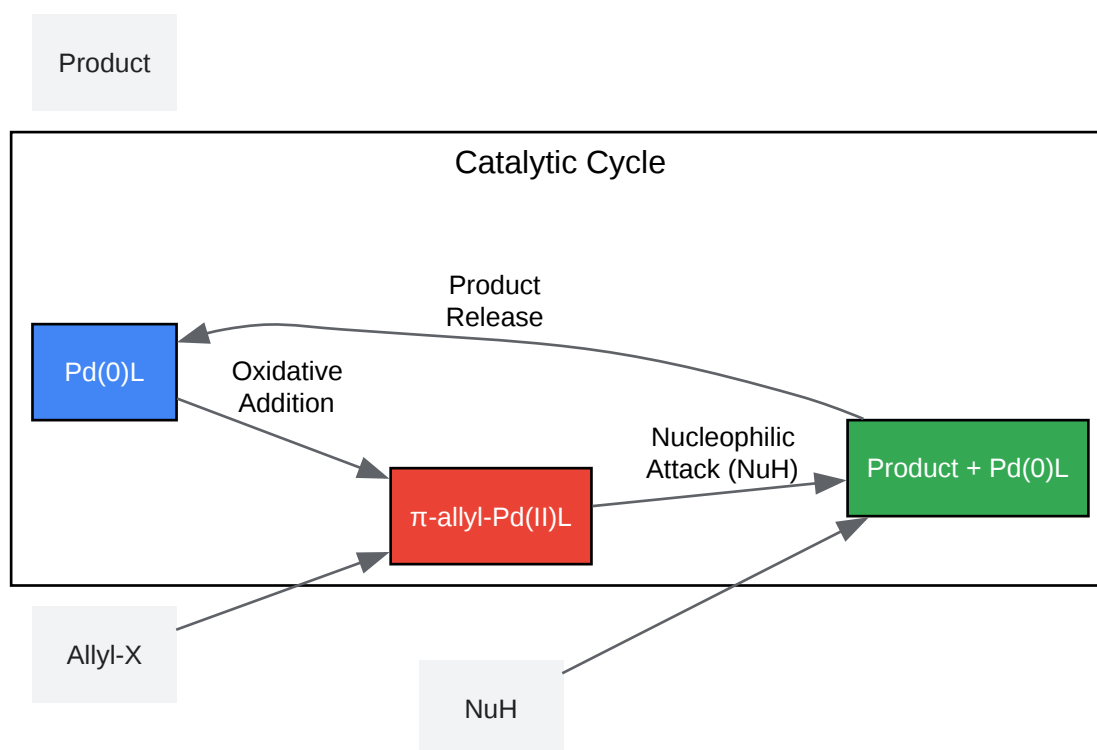 Product
Catalytic Cycle
Product
Release
Pd(0)L
Oxidative
Addition
Nucleophilic
Attack (NuH)
Product + Pd(0)L
π-allyl-Pd(II)L
Allyl-X
NuH